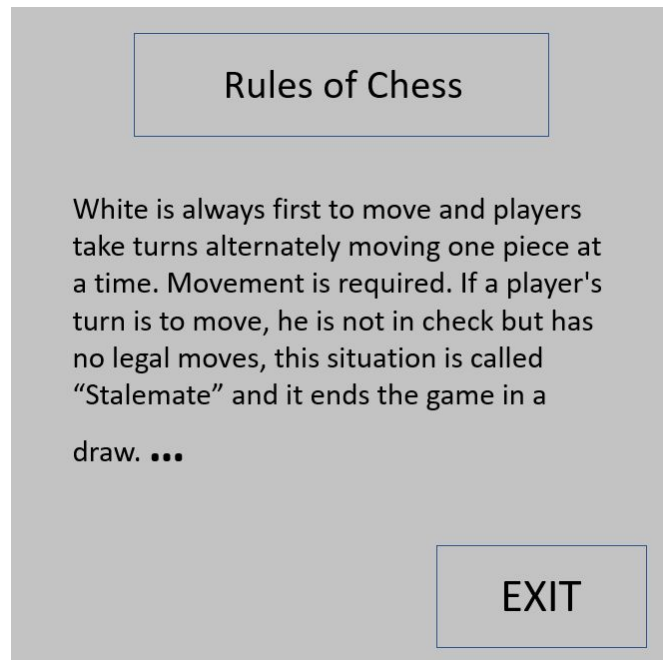 Rules of Chess
White is always first to move and players
take turns alternately moving one piece at
a time. Movement is required. If a player's
turn is to move, he is not in check but has
no legal moves, this situation is called
“Stalemate” and it ends the game in a
draw. ...
EXIT